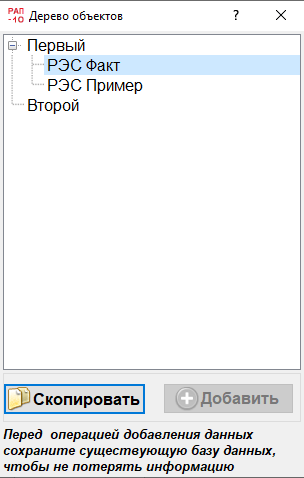 РАП
-10
Дерево объектов
?
Первый
РЭС Факт
РЭС Пример
Второй
Скопировать
Добавить
Перед операцией добавления данных
сохраните существующую базу данных,
чтобы не потерять информацию